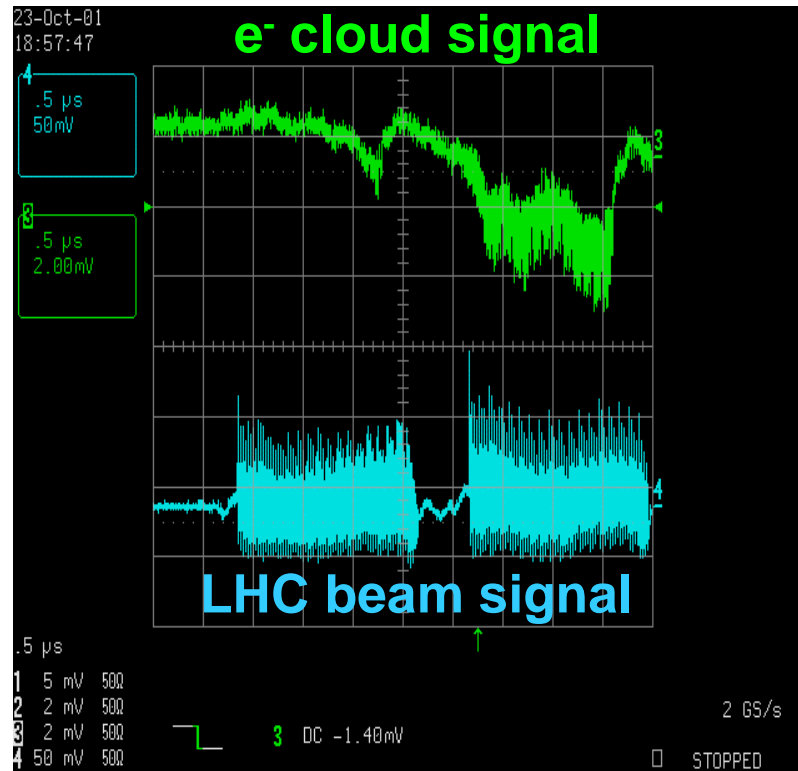 23-Oct-01
18:57:47
e- cloud signal
4
.5 µs
50mV
3
.5 µs
2.00mV
3
4
LHC beam signal
.5 µs
1 5 mV 50Ω
2 2 mV 50Ω
3 2 mV 50Ω
4 50 mV 50Ω
3 DC -1.40mV
2 GS/s
STOPPED